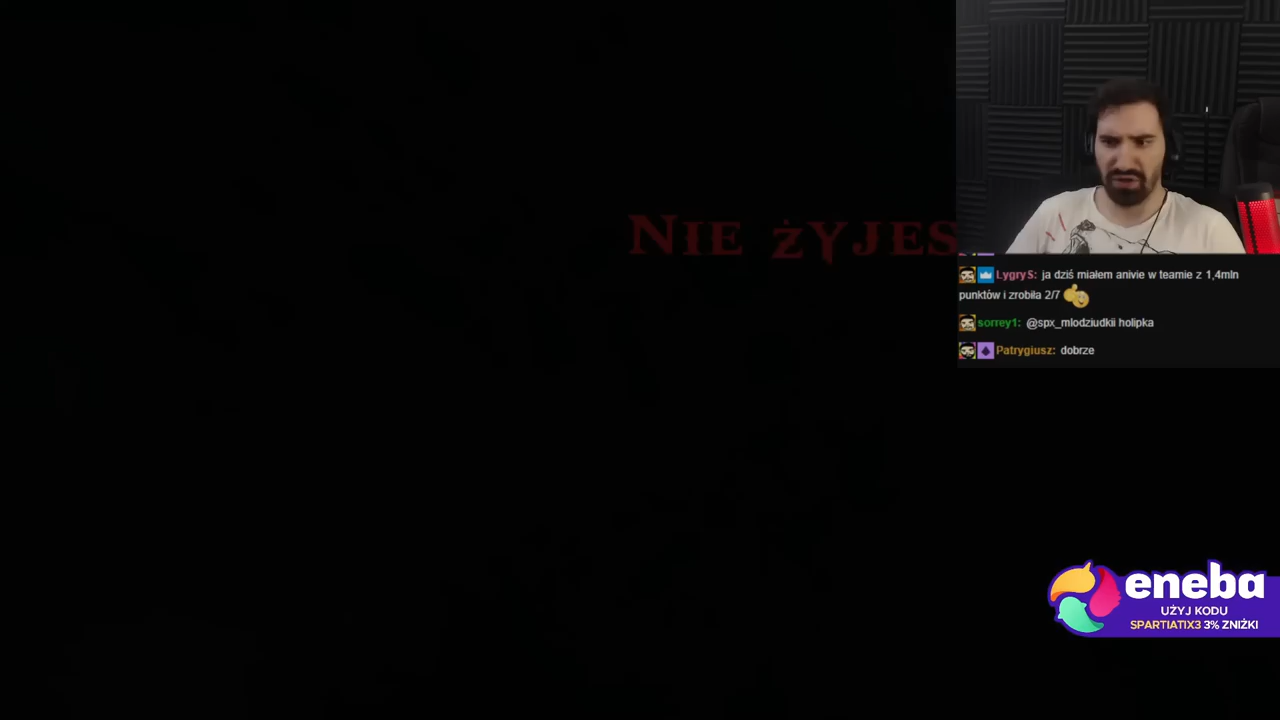 Nie żyjes
LygryS: ja dziś miałem anivie w teamie z 1,4mln
punktów i zrobiła 2/7
sorrey1: @spx_mlodziudkii holipka
Patrygiusz: dobrze
eneba
UŻYJ KODU
SPARTIATIX3 3% ZNIŻKI